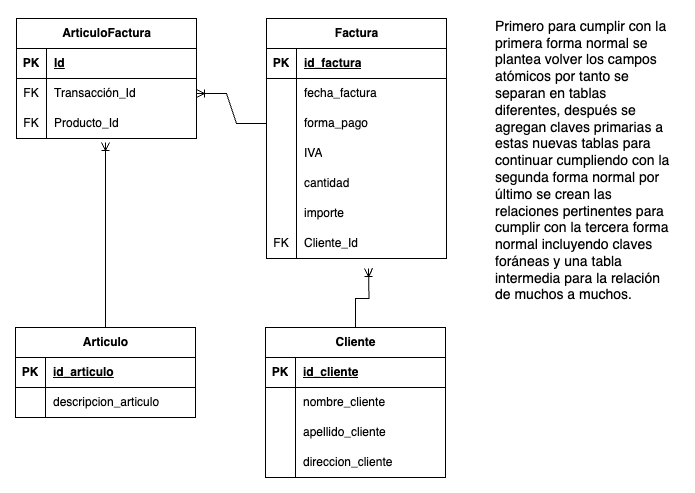 ArticuloFactura
PK Id
FK Transacción_Id
FK Producto_Id
Factura
PK id_factura
fecha_factura
forma_pago
IVA
cantidad
importe
FK Cliente_Id
Primero para cumplir con la
primera forma normal se
plantea volver los campos
atómicos por tanto se
separan en tablas
diferentes, después se
agregan claves primarias a
estas nuevas tablas para
continuar cumpliendo con la
segunda forma normal por
último se crean las
relaciones pertinentes para
cumplir con la tercera forma
normal incluyendo claves
foráneas y una tabla
intermedia para la relación
de muchos a muchos.
Articulo
PK id_articulo
descripcion_articulo
Cliente
PK id_cliente
nombre_cliente
apellido_cliente
direccion_cliente